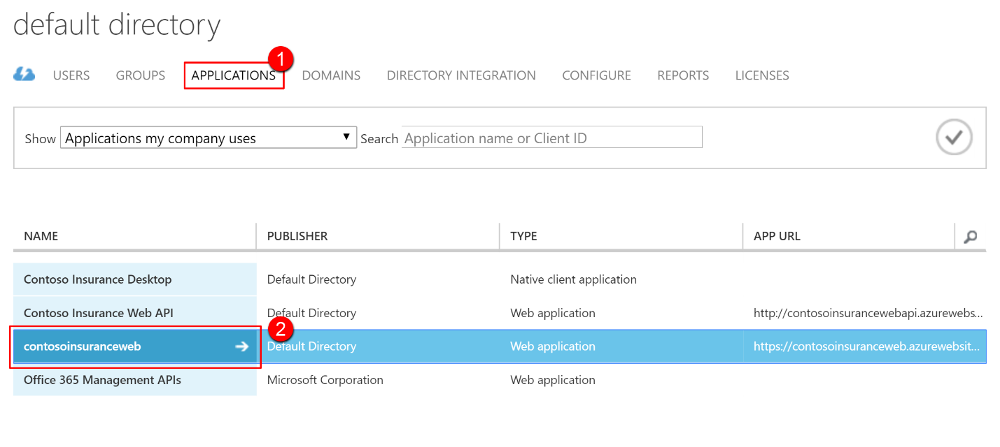 default directory
1
USERS GROUPS APPLICATIONS DOMAINS DIRECTORY INTEGRATION CONFIGURE REPORTS LICENSES
Show Applications my company uses Search Application name or Client ID
NAME PUBLISHER TYPE APP URL
Contoso Insurance Desktop Default Directory Native client application
Contoso Insurance Web API Default Directory Web application http://contosoinsurancewebapi.azurewebs...
2
contosoinsuranceweb Default Directory Web application https://contosoinsuranceweb.azurewebsit...
Office 365 Management APIs Microsoft Corporation Web application